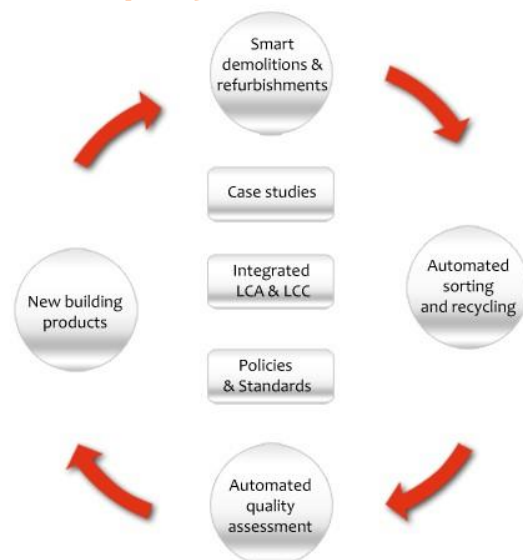 Smart
demolitions &
refurbishments
Case studies
Integrated
LCA & LCC
Automated
sorting
and recycling
New building
products
Policies
& Standards
Automated
quality
assessment